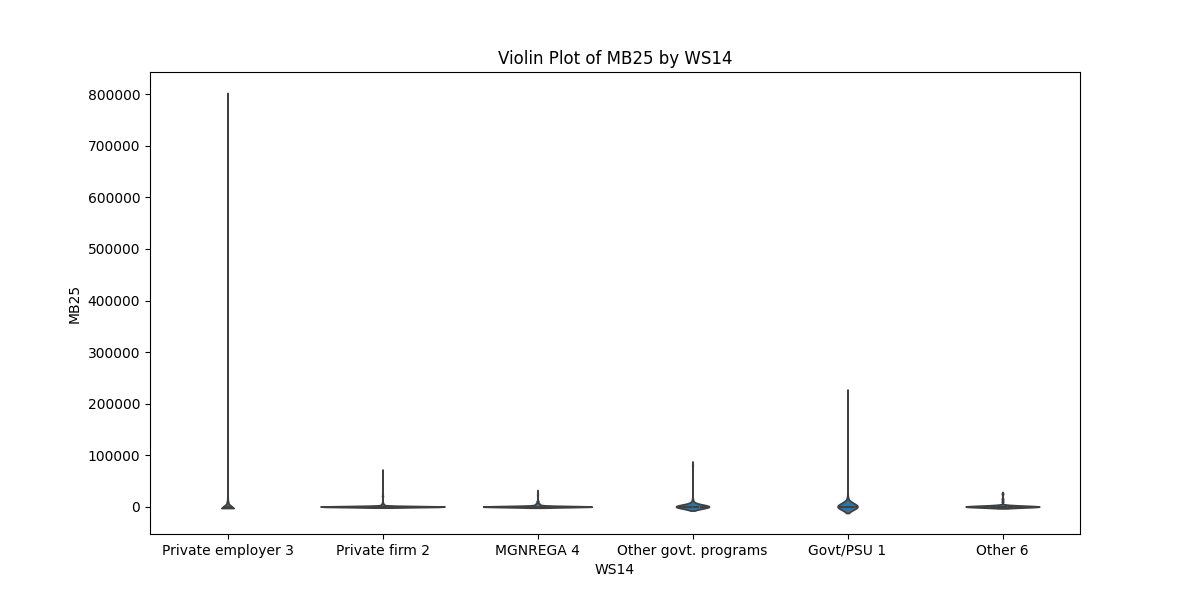 Violin Plot of MB25 by WS14
800000
700000
600000
500000
400000
300000
200000
100000
0
MB25
Private employer 3
Private firm 2
MGNREGA 4
Other govt. programs
Govt/PSU 1
Other 6
WS14